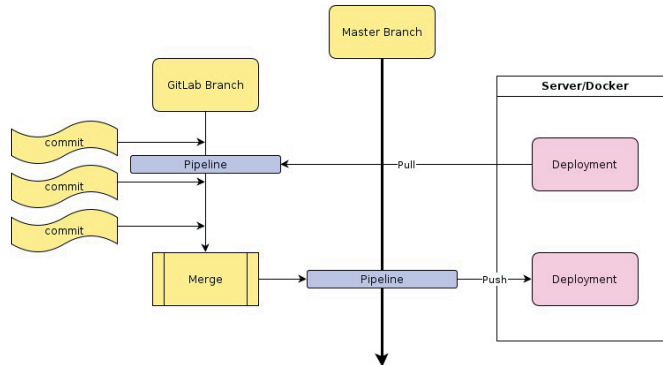 Master Branch
GitLab Branch
Server/Docker
commit
Pipeline
Pull
Deployment
commit
commit
Merge
Pipeline
Push
Deployment